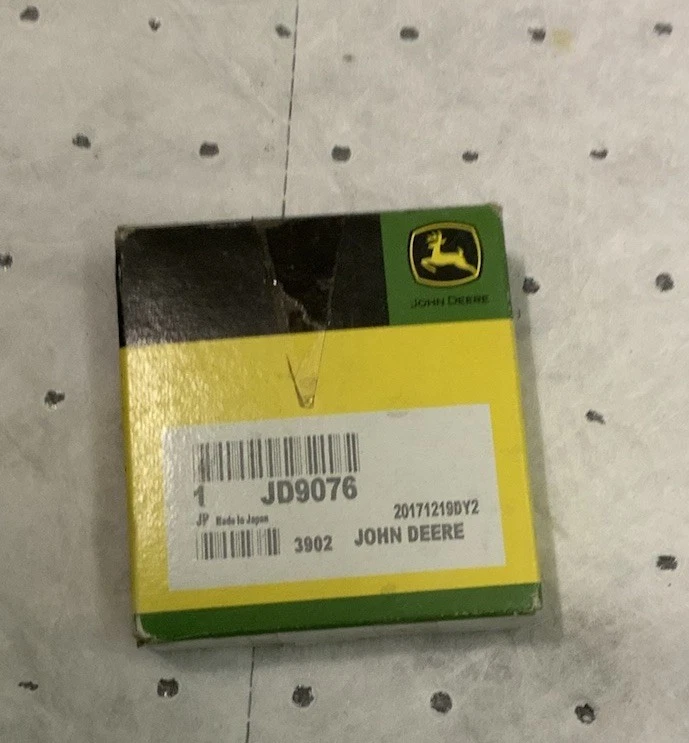 JOHN DEERE
1 JD9076
JP Made In Japan 20171219DY2
3902 JOHN DEERE